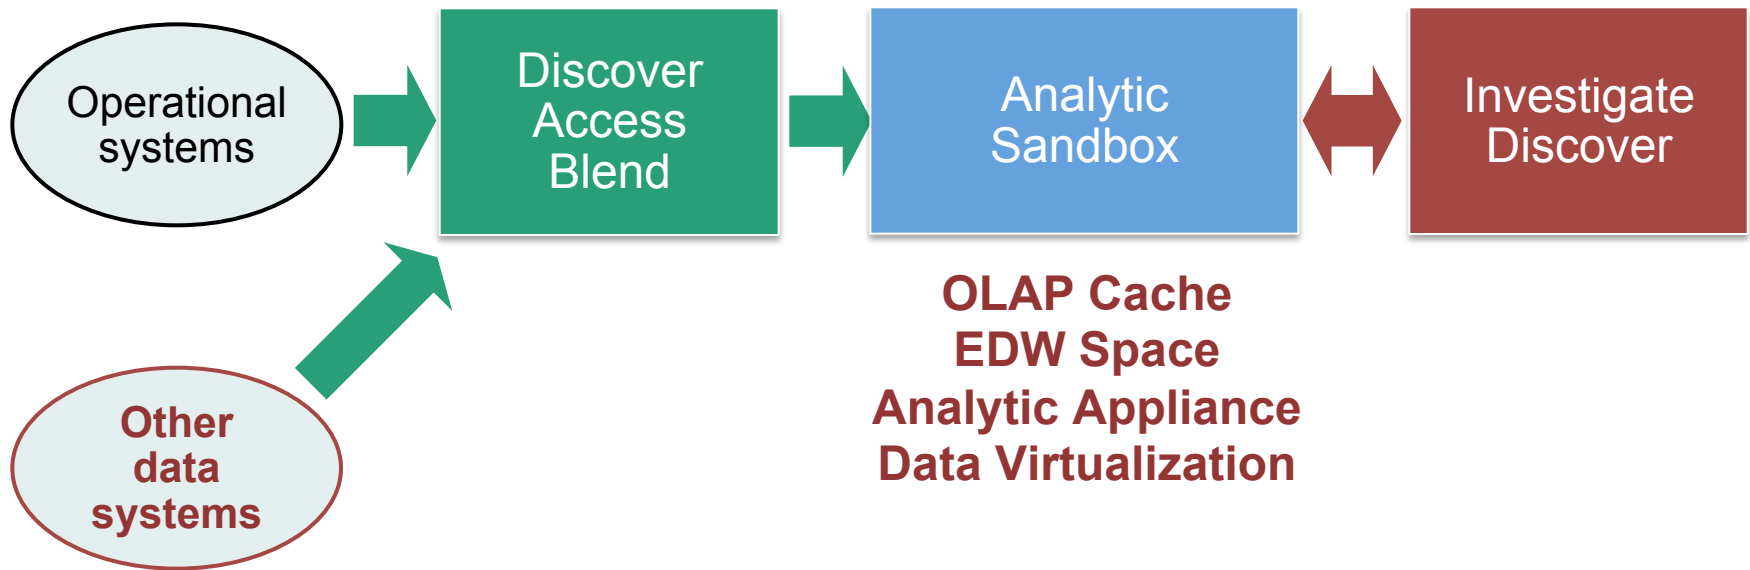 Operational
systems
Discover
Access
Blend
Analytic
Sandbox
Investigate
Discover
OLAP Cache
EDW Space
Analytic Appliance
Data Virtualization
Other
data
systems